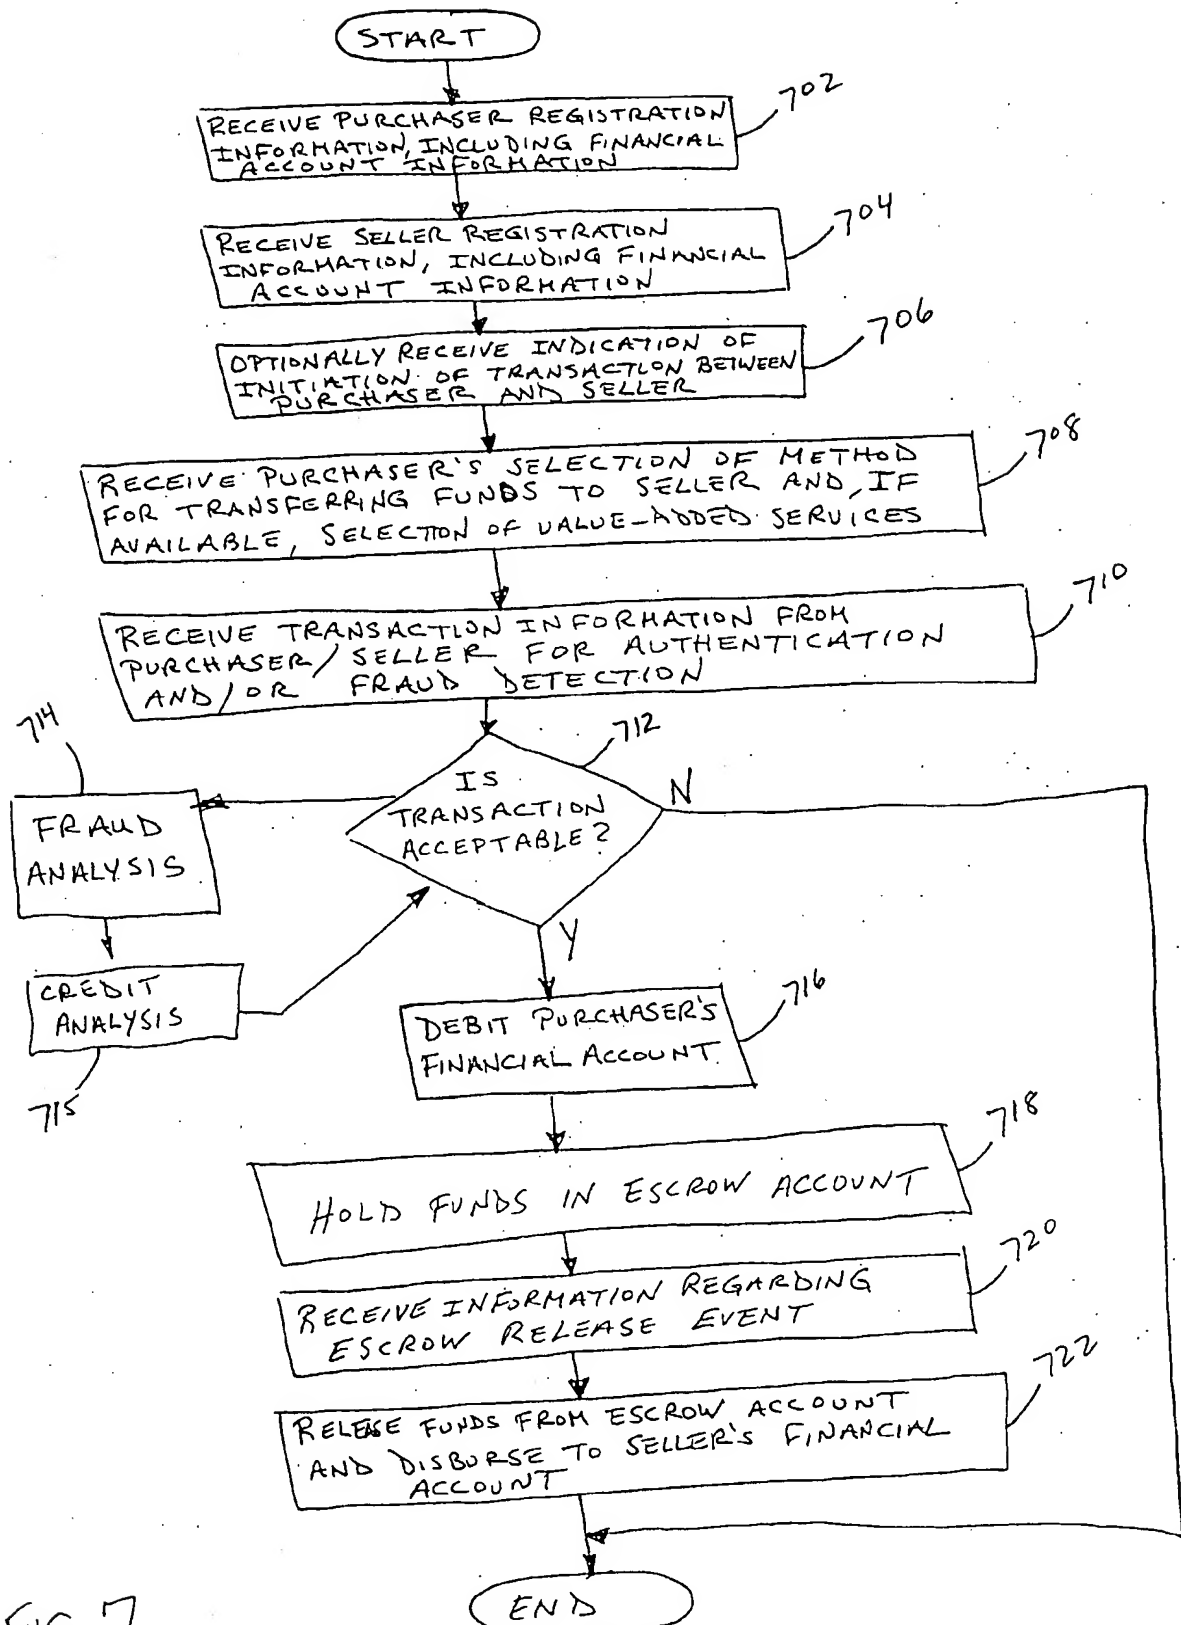 START
702
RECEIVE PURCHASER REGISTRATION
INFORMATION, INCLUDING FINANCIAL
ACCOUNT INFORMATION
704
RECEIVE SELLER REGISTRATION
INFORMATION, INCLUDING FINANCIAL
ACCOUNT INFORMATION
706
OPTIONALLY RECEIVE INDICATION OF
INITIATION OF TRANSACTION BETWEEN
PURCHASER AND SELLER
708
RECEIVE PURCHASER'S SELECTION OF METHOD
FOR TRANSFERRING FUNDS TO SELLER AND, IF
AVAILABLE, SELECTION OF VALUE-ADDED SERVICES
710
RECEIVE TRANSACTION INFORMATION FROM
PURCHASER/SELLER FOR AUTHENTICATION
AND/OR FRAUD DETECTION
712
IS
TRANSACTION
ACCEPTABLE?
N
Y
714
FRAUD
ANALYSIS
CREDIT
ANALYSIS
715
716
DEBIT PURCHASER'S
FINANCIAL ACCOUNT
718
HOLD FUNDS IN ESCROW ACCOUNT
720
RECEIVE INFORMATION REGARDING
ESCROW RELEASE EVENT
722
RELEASE FUNDS FROM ESCROW ACCOUNT
AND DISBURSE TO SELLER'S FINANCIAL
ACCOUNT
END
FIG 7